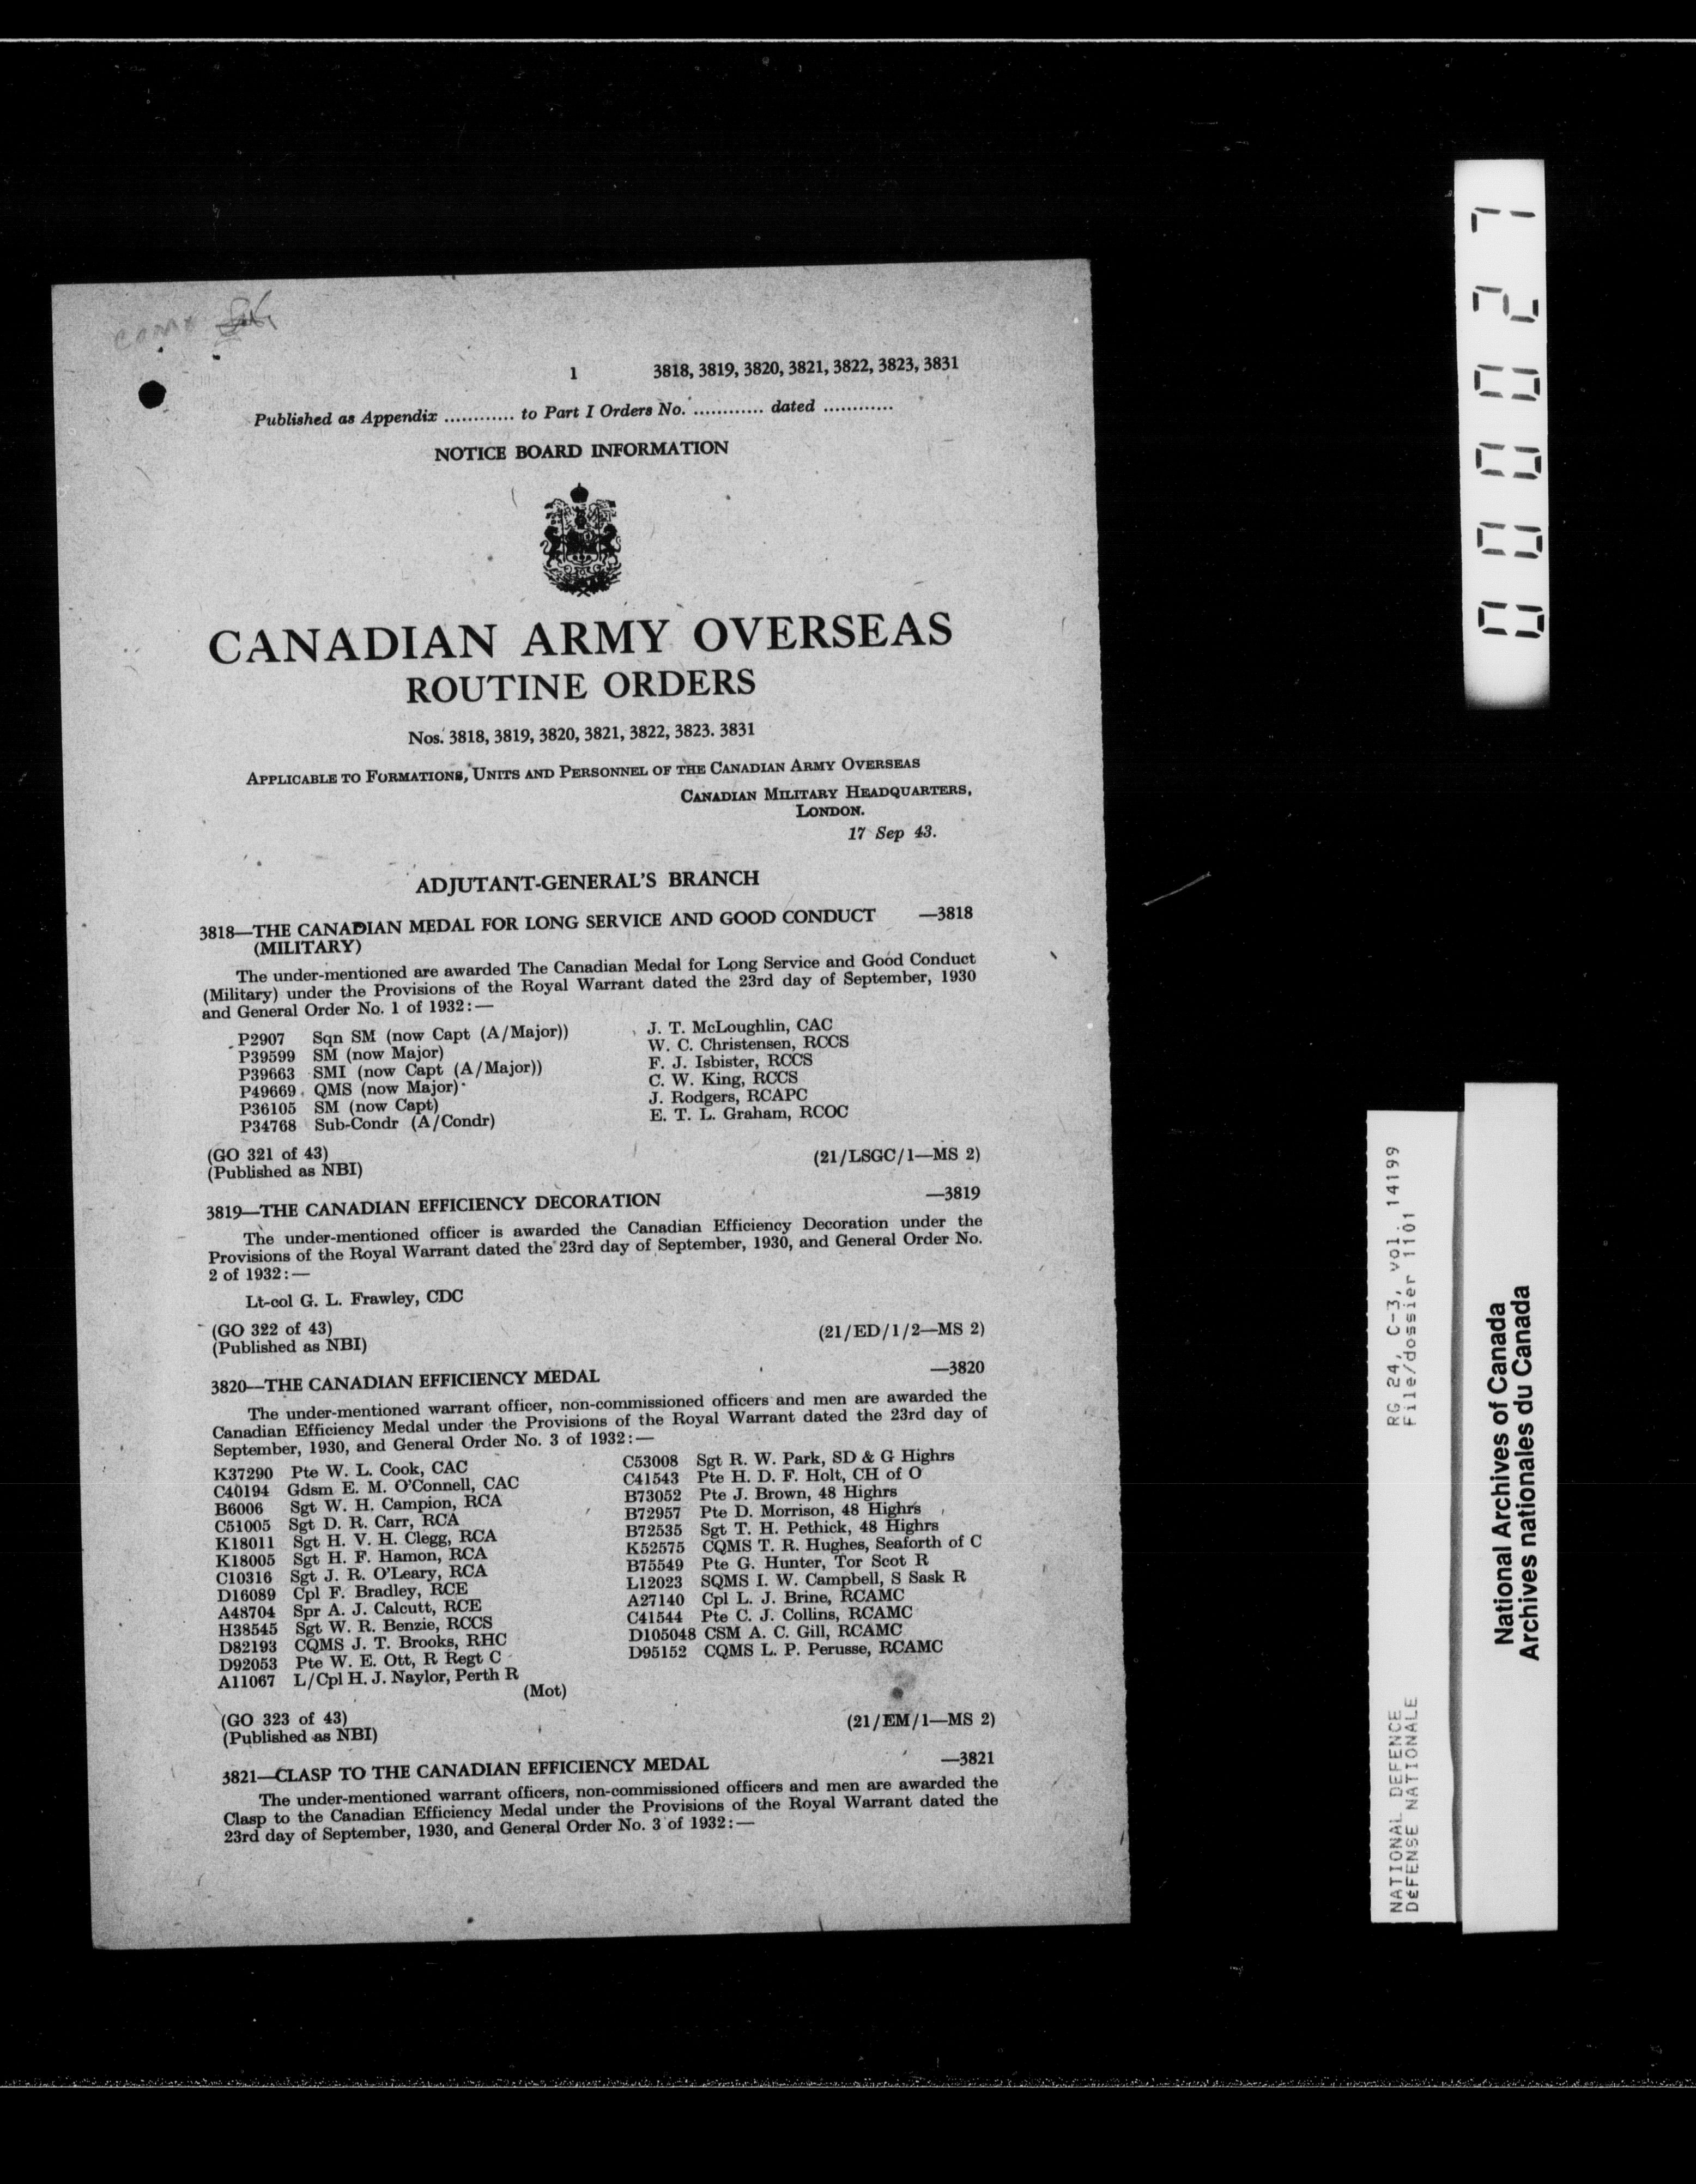 1 3818, 3819, 3820, 3821, 3822, 3823, 3831
Published as Appendix ............ to Part I Orders No. ............ dated ............
NOTICE BOARD INFORMATION
CANADIAN ARMY OVERSEAS
ROUTINE ORDERS
Nos. 3818, 3819, 3820, 3821, 3822, 3823. 3831
APPLICABLE TO FORMATIONS, UNITS AND PERSONNEL OF THE CANADIAN ARMY OVERSEAS
CANADIAN MILITARY HEADQUARTERS,
LONDON.
17 Sep 43.
ADJUTANT-GENERAL'S BRANCH
3818—THE CANADIAN MEDAL FOR LONG SERVICE AND GOOD CONDUCT —3818
(MILITARY)
The under-mentioned are awarded The Canadian Medal for Long Service and Good Conduct
(Military) under the Provisions of the Royal Warrant dated the 23rd day of September, 1930
and General Order No. 1 of 1932:—
P2907 Sqn SM (now Capt (A/Major)) J. T. McLoughlin, CAC
P39599 SM (now Major) W. C. Christensen, RCCS
P39663 SMI (now Capt (A/Major)) F. J. Isbister, RCCS
P49669 QMS (now Major) C. W. King, RCCS
P36105 SM (now Capt) J. Rodgers, RCAPC
P34768 Sub-Condr (A/Condr) E. T. L. Graham, RCOC
(GO 321 of 43)
(Published as NBI) (21/LSGC/1—MS 2)
3819—THE CANADIAN EFFICIENCY DECORATION —3819
The under-mentioned officer is awarded the Canadian Efficiency Decoration under the
Provisions of the Royal Warrant dated the 23rd day of September, 1930, and General Order No.
2 of 1932:—
Lt-col G. L. Frawley, CDC
(GO 322 of 43)
(Published as NBI) (21/ED/1/2—MS 2)
3820—THE CANADIAN EFFICIENCY MEDAL —3820
The under-mentioned warrant officer, non-commissioned officers and men are awarded the
Canadian Efficiency Medal under the Provisions of the Royal Warrant dated the 23rd day of
September, 1930, and General Order No. 3 of 1932:—
K37290 Pte W. L. Cook, CAC
C40194 Gdsm E. M. O'Connell, CAC
B6006 Sgt W. H. Campion, RCA
C51005 Sgt D. R. Carr, RCA
K18011 Sgt H. V. H. Clegg, RCA
K18005 Sgt H. F. Hamon, RCA
C10316 Sgt J. R. O'Leary, RCA
D16089 Cpl F. Bradley, RCE
A48704 Spr A. J. Calcutt, RCE
H38545 Sgt W. R. Benzie, RCCS
D82193 CQMS J. T. Brooks, RHC
D92053 Pte W. E. Ott, R Regt C
A11067 L/Cpl H. J. Naylor, Perth R
(Mot)
C53008 Sgt R. W. Park, SD & G Highrs
C41543 Pte H. D. F. Holt, CH of O
B73052 Pte J. Brown, 48 Highrs
B72957 Pte D. Morrison, 48 Highrs
B72535 Sgt T. H. Pethick, 48 Highrs
K52575 CQMS T. R. Hughes, Seaforth of C
B75549 Pte G. Hunter, Tor Scot R
L12023 SQMS I. W. Campbell, S Sask R
A27140 Cpl L. J. Brine, RCAMC
C41544 Pte C. J. Collins, RCAMC
D105048 CSM A. C. Gill, RCAMC
D95152 CQMS L. P. Perusse, RCAMC
(GO 323 of 43)
(Published as NBI) (21/EM/1—MS 2)
3821—CLASP TO THE CANADIAN EFFICIENCY MEDAL —3821
The under-mentioned warrant officers, non-commissioned officers and men are awarded the
Clasp to the Canadian Efficiency Medal under the Provisions of the Royal Warrant dated the
23rd day of September, 1930, and General Order No. 3 of 1932:—
000027
NATIONAL DEFENCE RG 24, C-3, vol. 14199
DéFENSE NATIONALE File/dossier 1101
National Archives of Canada
Archives nationales du Canada